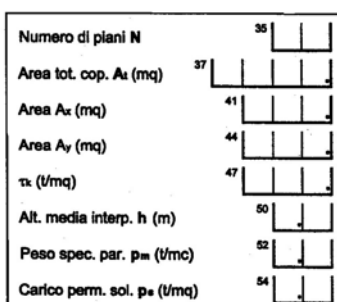 Numero di piani N 35
Area tot. cop. At (mq) 37
Area Ax (mq) 41
Area Ay (mq) 44
τk (t/mq) 47
Alt. media interp. h (m) 50
Peso spec. par. pm (t/mc) 52
Carico perm. sol. ps (t/mq) 54